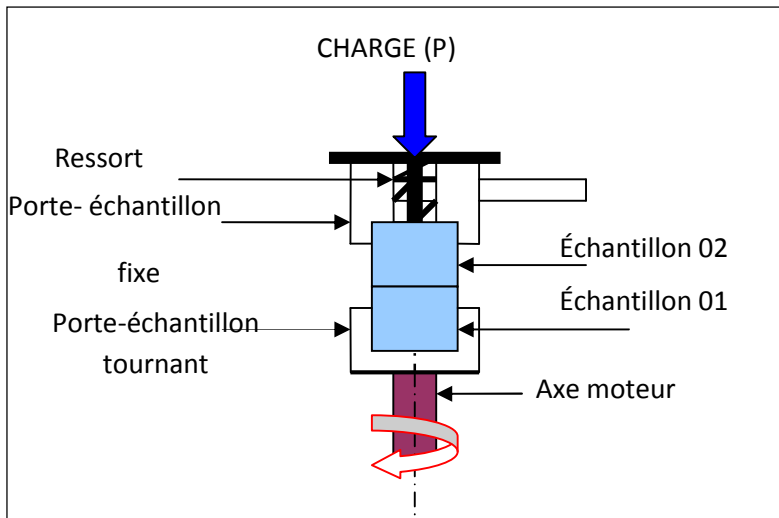 CHARGE (P)
Ressort
Porte- échantillon
fixe
Échantillon 02
Échantillon 01
Porte-échantillon
tournant
Axe moteur